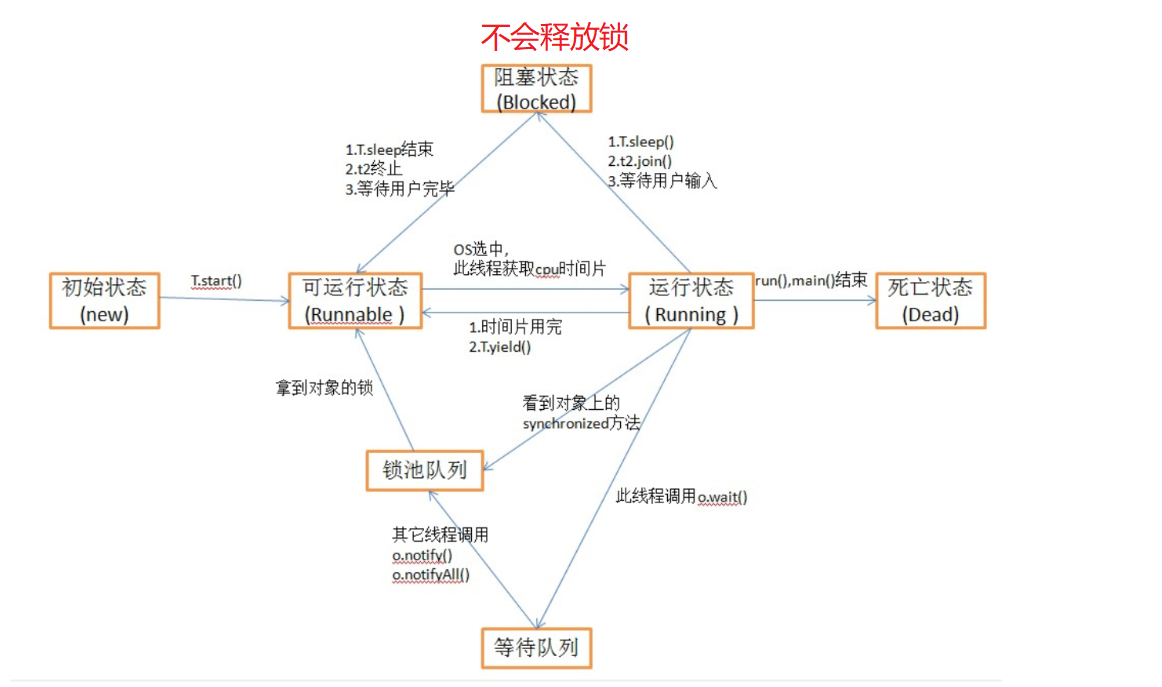 不会释放锁
阻塞状态
(Blocked)
1.T.sleep结束
2.t2终止
3.等待用户完毕
1.T.sleep()
2.t2.join()
3.等待用户输入
OS选中，
此线程获取cpu时间片
初始状态
(new)
T.start()
可运行状态
(Runnable )
运行状态
( Running )
run(),main()结束
死亡状态
(Dead)
1.时间片用完
2.T.yield()
拿到对象的锁
看到对象上的
synchronized方法
锁池队列
此线程调用o.wait()
其它线程调用
o.notify()
o.notifyAll()
等待队列